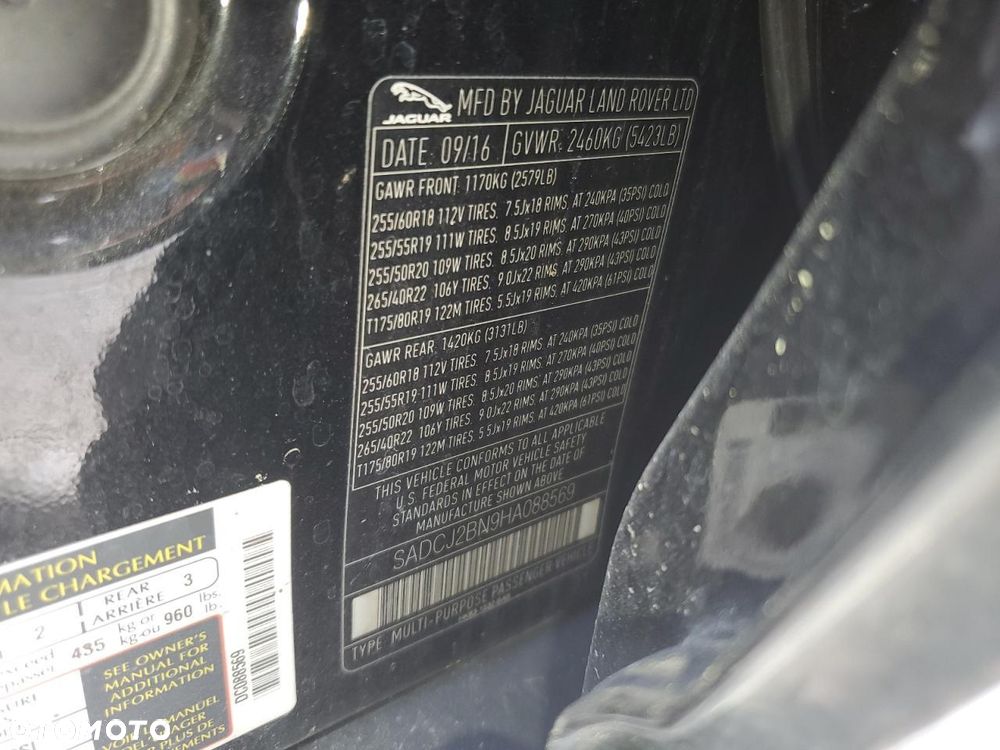 JAGUAR
MFD BY JAGUAR LAND ROVER LTD
DATE: 09/16 GVWR: 2460KG (5423LB)
GAWR FRONT: 1170KG (2579LB)
255/60R18 112V TIRES. 7.5Jx18 RIMS. AT 240KPA (35PSI) COLD
255/55R19 111W TIRES. 8.5Jx19 RIMS. AT 270KPA (40PSI) COLD
255/50R20 109W TIRES. 8.5Jx20 RIMS. AT 290KPA (43PSI) COLD
265/40R22 106Y TIRES. 9.0Jx22 RIMS. AT 290KPA (43PSI) COLD
T175/80R19 122M TIRES. 5.5Jx19 RIMS. AT 420KPA (61PSI) COLD
GAWR REAR: 1420KG (3131LB)
255/60R18 112V TIRES. 7.5Jx18 RIMS. AT 240KPA (35PSI) COLD
255/55R19 111W TIRES. 8.5Jx19 RIMS. AT 270KPA (40PSI) COLD
255/50R20 109W TIRES. 8.5Jx20 RIMS. AT 290KPA (43PSI) COLD
265/40R22 106Y TIRES. 9.0Jx22 RIMS. AT 290KPA (43PSI) COLD
T175/80R19 122M TIRES. 5.5Jx19 RIMS. AT 420KPA (61PSI) COLD
THIS VEHICLE CONFORMS TO ALL APPLICABLE
U.S. FEDERAL MOTOR VEHICLE SAFETY
STANDARDS IN EFFECT ON THE DATE OF
MANUFACTURE SHOWN ABOVE
SADCJ2BN9HA088569
TYPE: MULTI-PURPOSE PASSENGER VEHICLE
MATION
LE CHARGEMENT
2 REAR 3
ARRIÈRE
435 kg or 960 lbs.
kg-ou lb.
SEE OWNER'S
MANUAL FOR
ADDITIONAL
INFORMATION
VOIR MANUEL
PLUS DE
DC088569
OTOMOTO